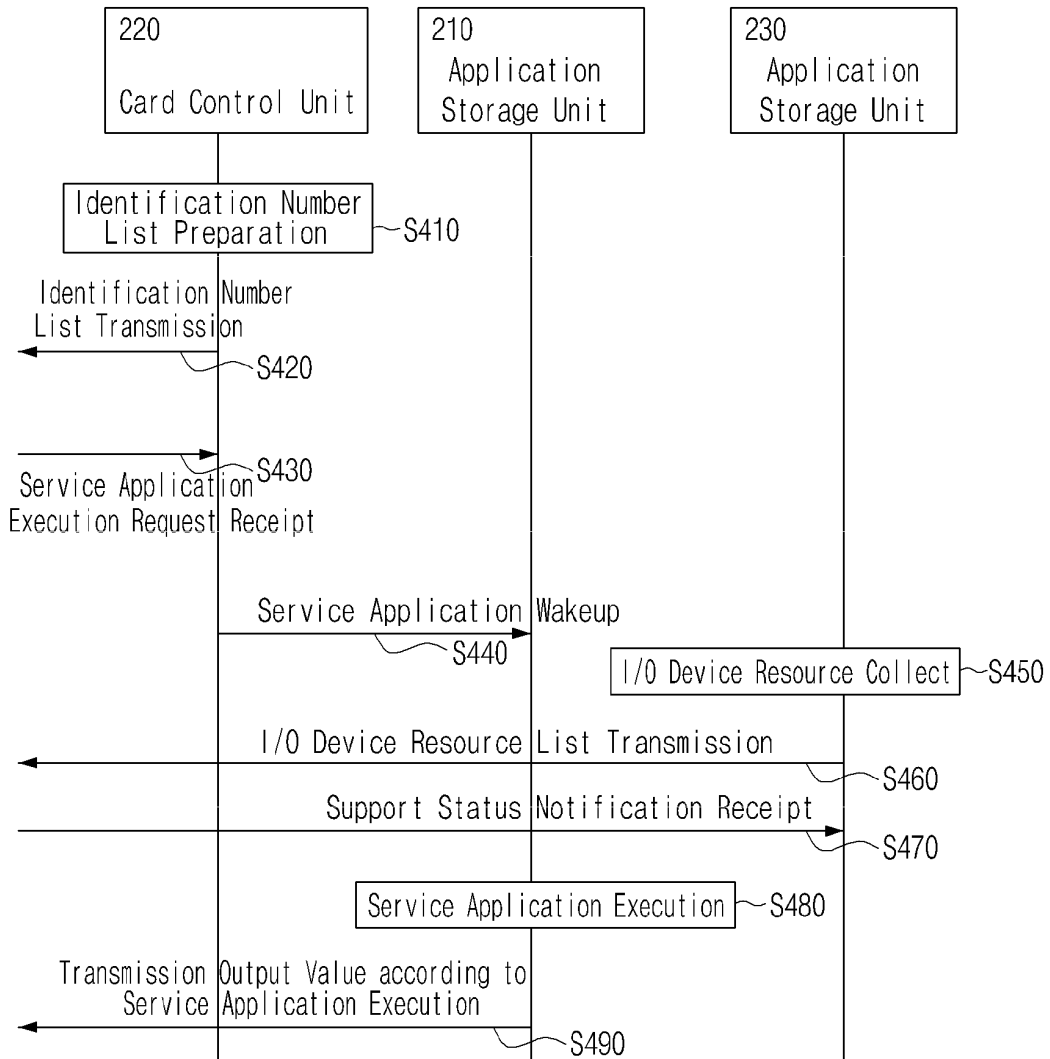 220
Card Control Unit
210
Application
Storage Unit
230
Application
Storage Unit
Identification Number
List Preparation
S410
Identification Number
List Transmission
S420
S430
Service Application
Execution Request Receipt
Service Application Wakeup
S440
I/O Device Resource Collect
S450
I/O Device Resource List Transmission
S460
Support Status Notification Receipt
S470
Service Application Execution
S480
Transmission Output Value according to
Service Application Execution
S490